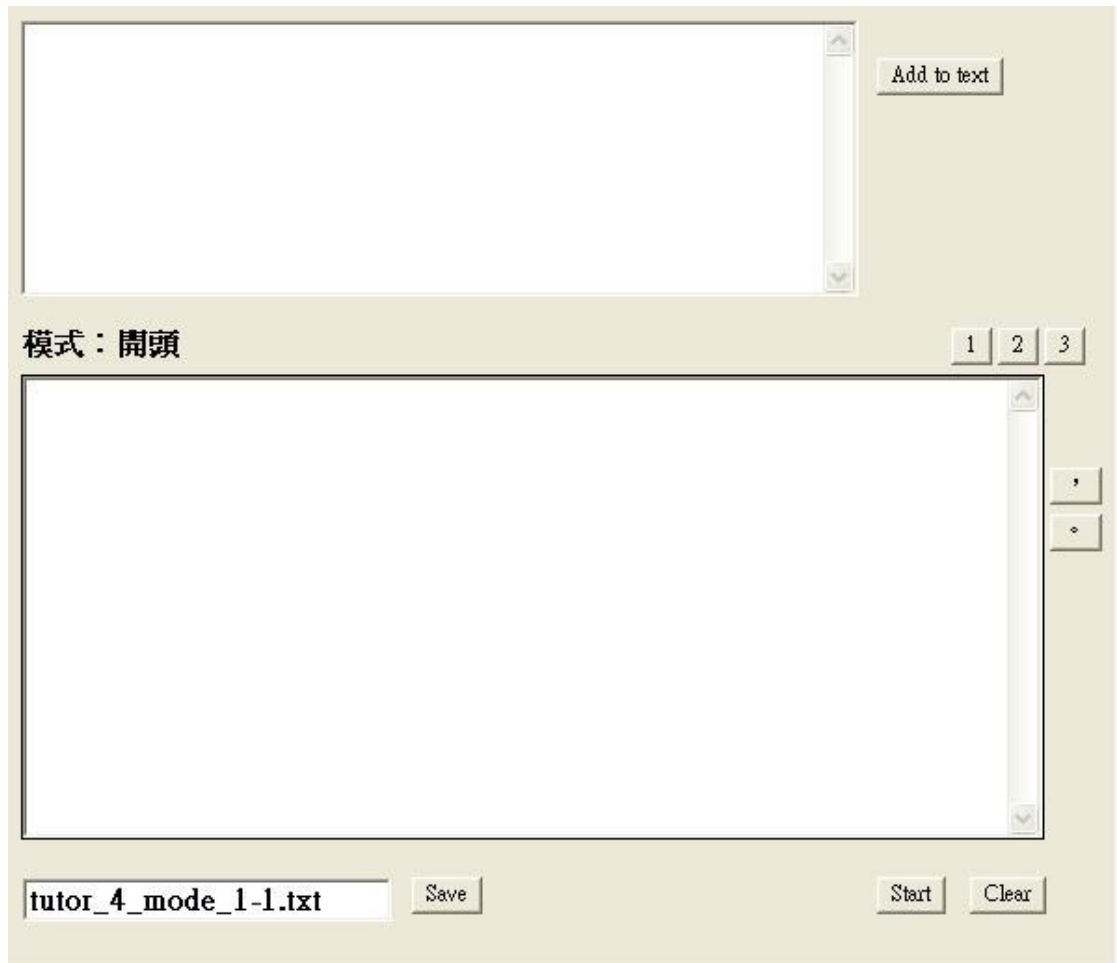 Add to text
模式：開頭
1 2 3
，
。
tutor_4_mode_1-1.txt
Save
Start
Clear